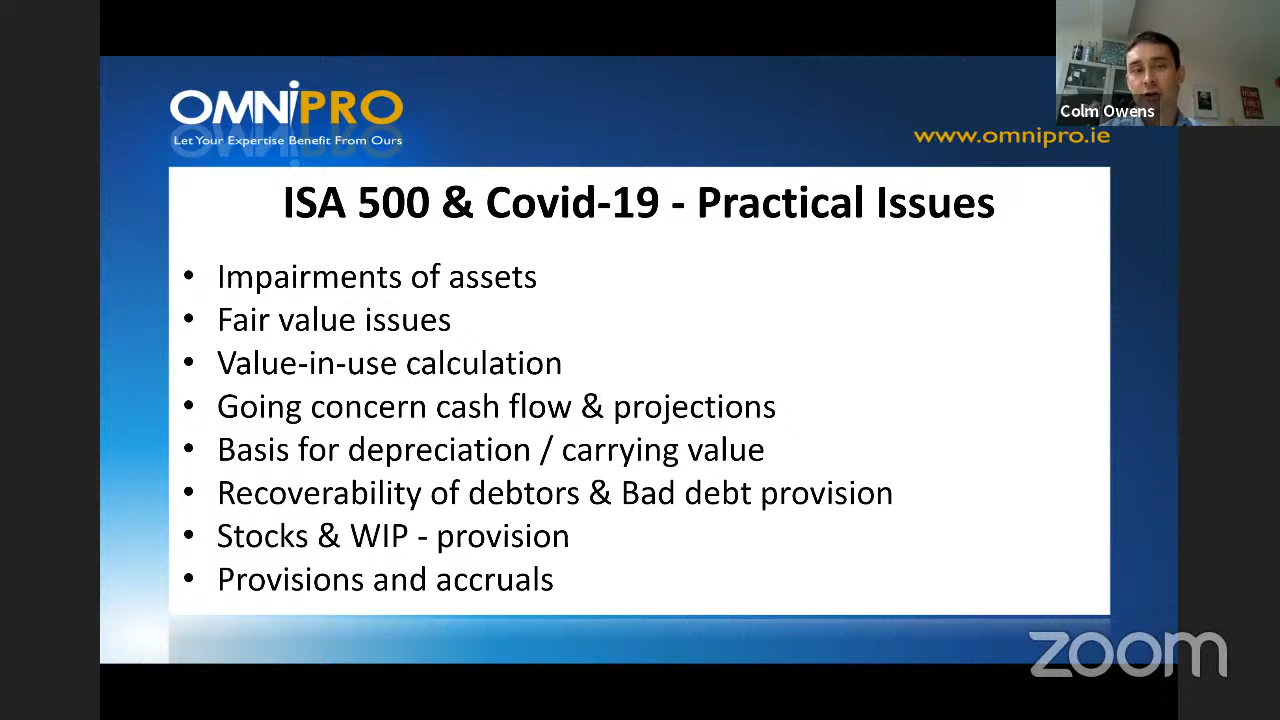 OMNiPRO
Let Your Expertise Benefit From Ours
Colm Owens
www.omnipro.ie
ISA 500 & Covid-19 - Practical Issues
• Impairments of assets
• Fair value issues
• Value-in-use calculation
• Going concern cash flow & projections
• Basis for depreciation / carrying value
• Recoverability of debtors & Bad debt provision
• Stocks & WIP - provision
• Provisions and accruals
zoom